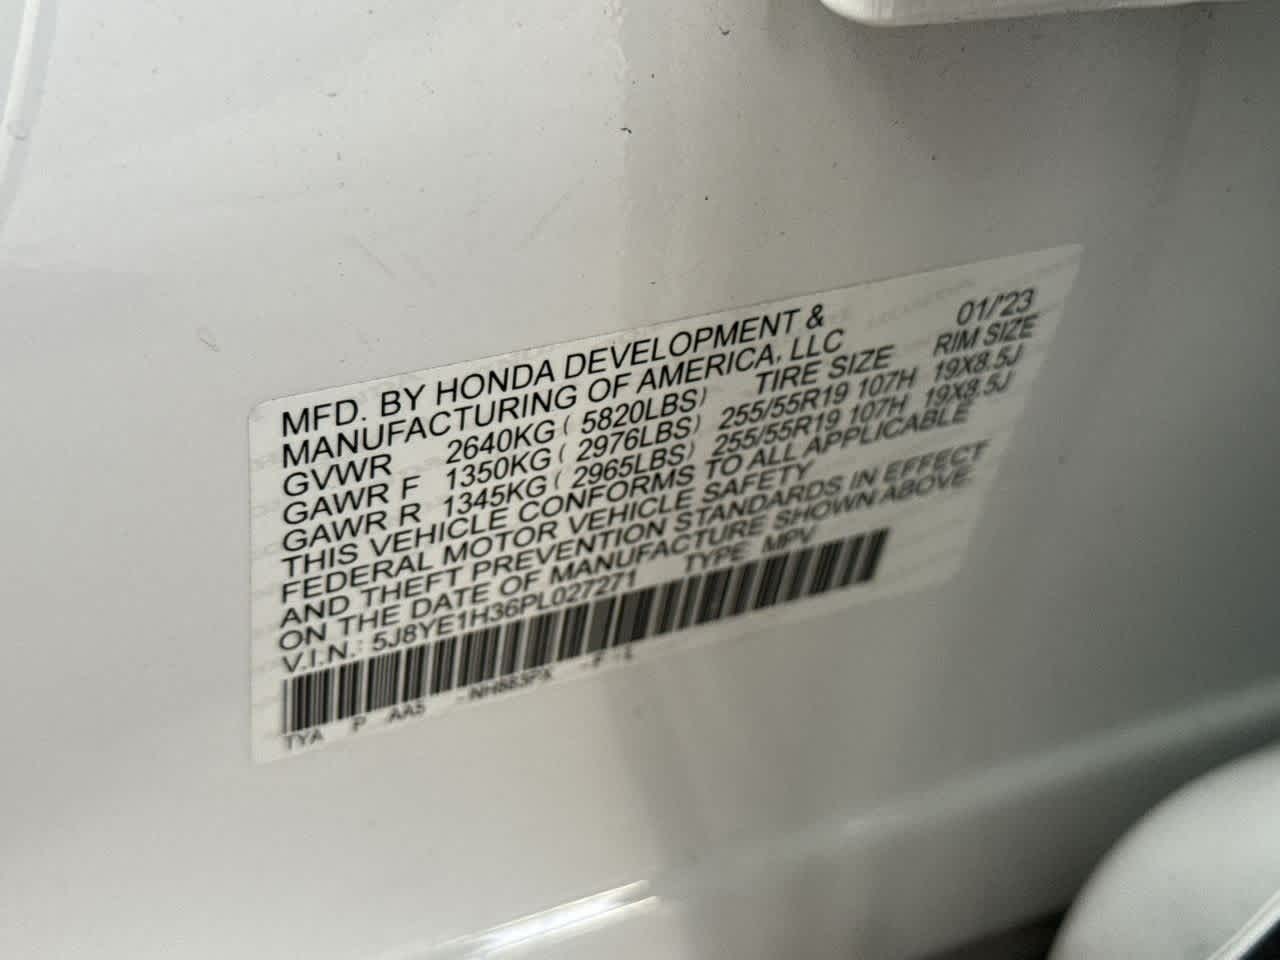 MFD. BY HONDA DEVELOPMENT & 01/'23
MANUFACTURING OF AMERICA, LLC
TIRE SIZE RIM SIZE
GVWR 2640KG ( 5820LBS)
GAWR F 1350KG ( 2976LBS) 255/55R19 107H 19X8.5J
GAWR R 1345KG ( 2965LBS) 255/55R19 107H 19X8.5J
THIS VEHICLE CONFORMS TO ALL APPLICABLE
FEDERAL MOTOR VEHICLE SAFETY
AND THEFT PREVENTION STANDARDS IN EFFECT
ON THE DATE OF MANUFACTURE SHOWN ABOVE.
V.I.N.: 5J8YE1H36PL027271 TYPE: MPV
TYA P AA5 -NH883PX -F-L